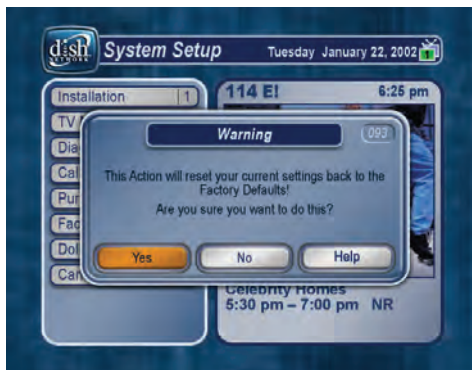 dish
NETWORK
System Setup
Tuesday January 22, 2002
1
Installation 1
TV
114 E!
6:25 pm
Warning
093
This Action will reset your current settings back to the
Factory Defaults!
Are you sure you want to do this?
Yes
No
Help
Celebrity Homes
5:30 pm – 7:00 pm NR